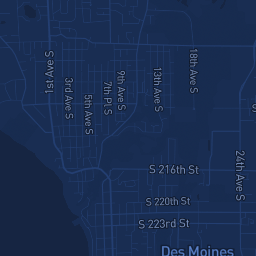 1st Ave S
3rd Ave S
5th Ave S
7th Pl S
9th Ave S
13th Ave S
18th Ave S
24th Ave S
S 216th St
S 220th St
S 223rd St
Des Moines